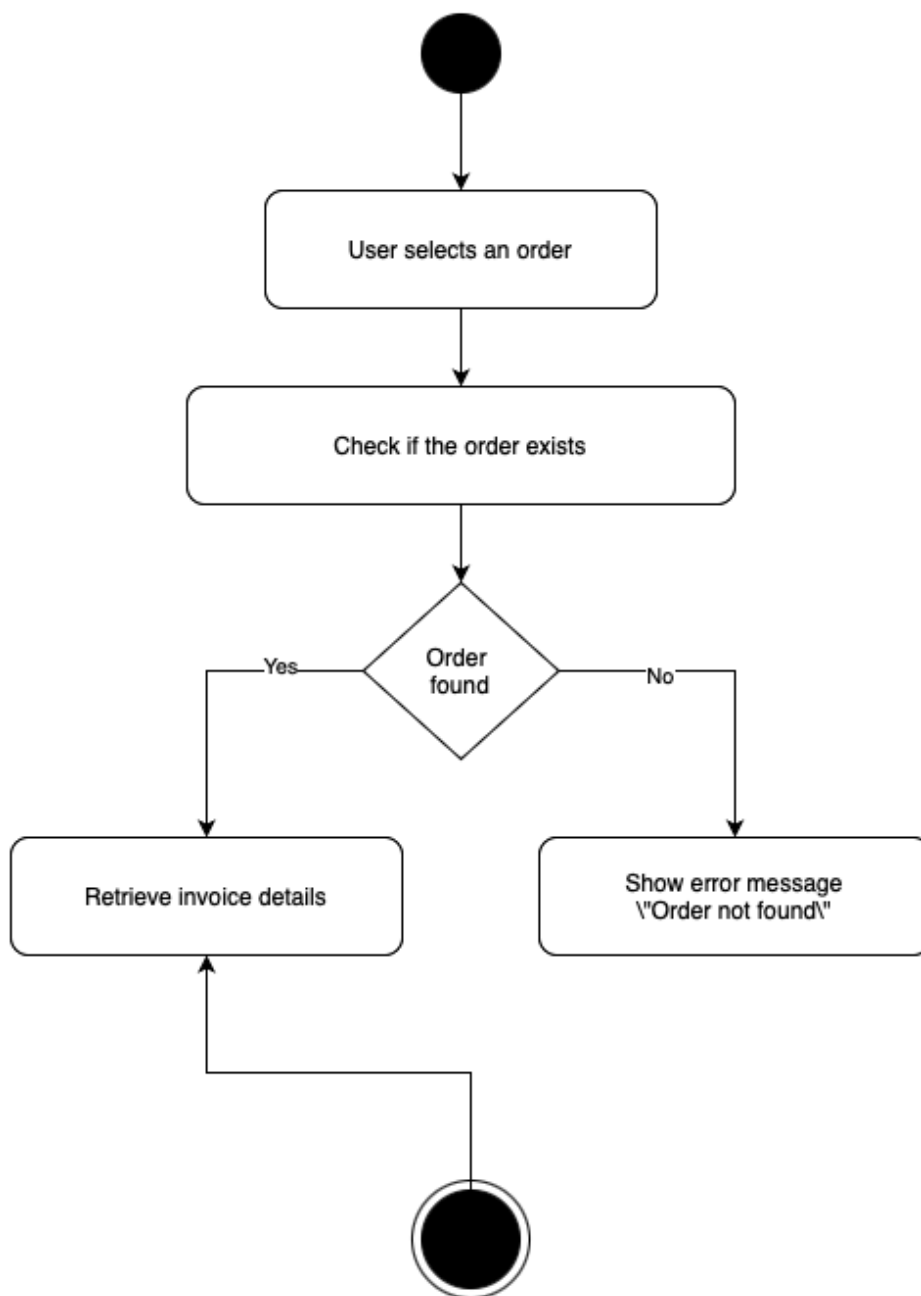 User selects an order
Check if the order exists
Order
found
Yes
No
Retrieve invoice details
Show error message
\"Order not found\"